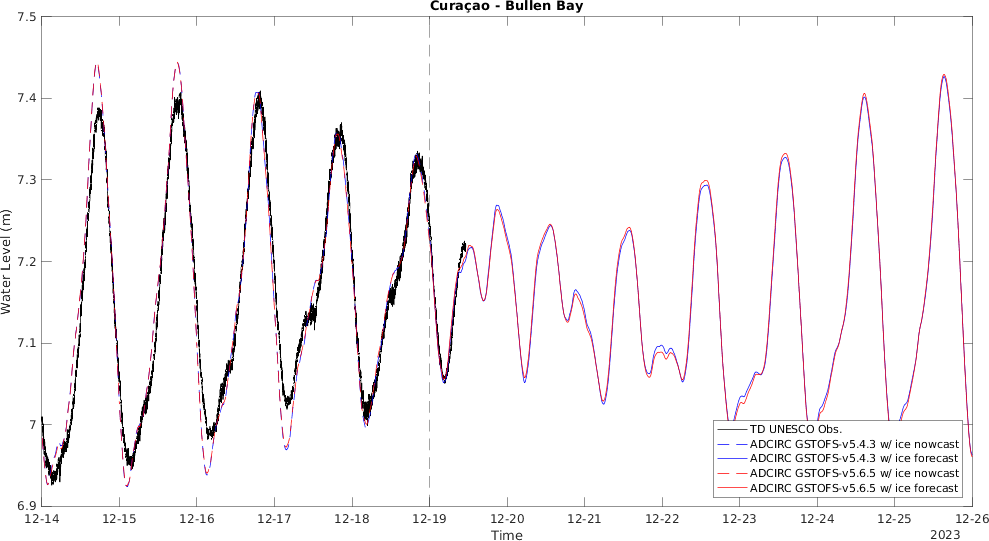 Curaçao - Bullen Bay
7.5
7.4
7.3
7.2
7.1
7
6.9
Water Level (m)
12-14 12-15 12-16 12-17 12-18 12-19 12-20 12-21 12-22 12-23 12-24 12-25 12-26
Time
2023
TD UNESCO Obs.
ADCIRC GSTOFS-v5.4.3 w/ ice nowcast
ADCIRC GSTOFS-v5.4.3 w/ ice forecast
ADCIRC GSTOFS-v5.6.5 w/ ice nowcast
ADCIRC GSTOFS-v5.6.5 w/ ice forecast